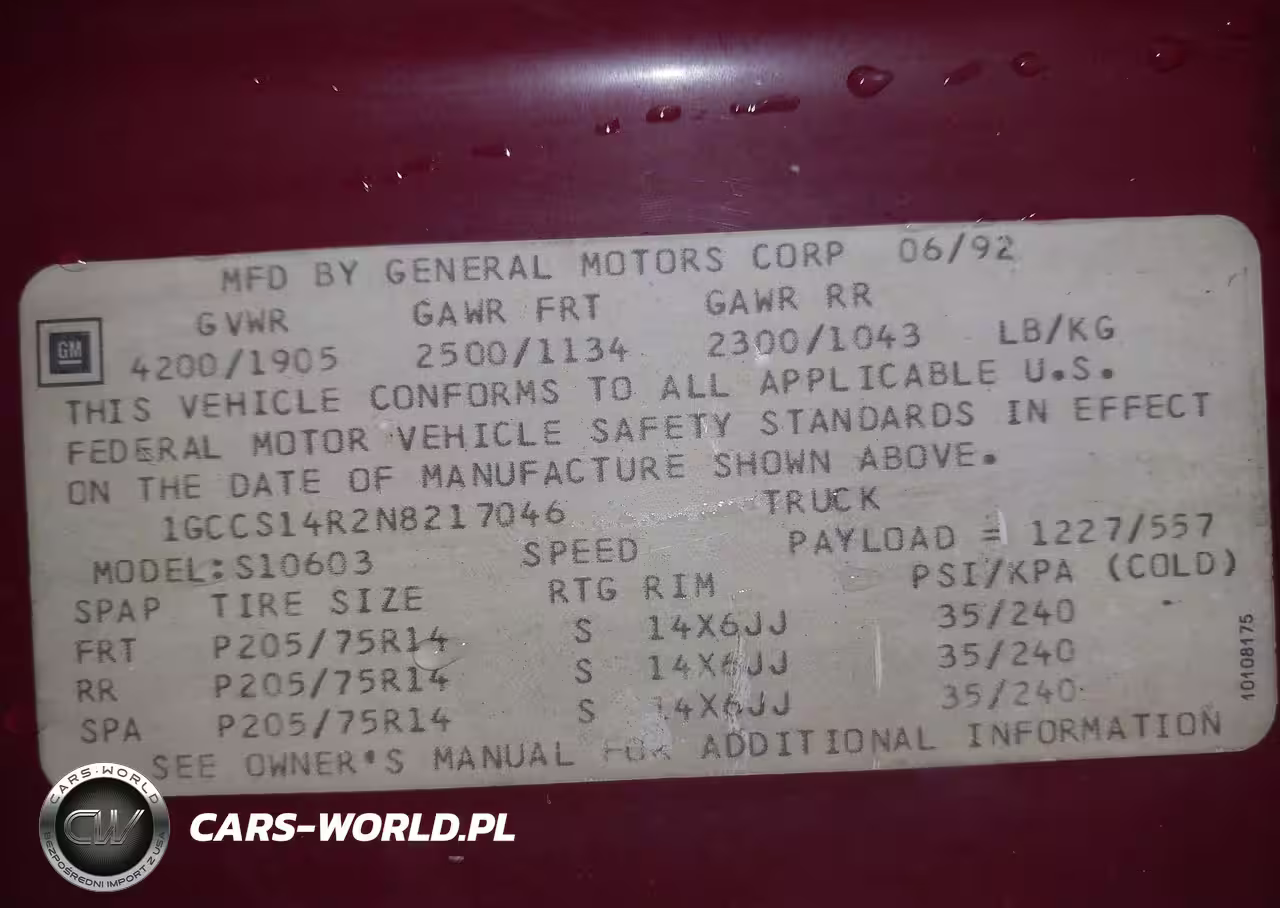 MFD BY GENERAL MOTORS CORP 06/92
GVWR GAWR FRT GAWR RR
GM
4200/1905 2500/1134 2300/1043 LB/KG
THIS VEHICLE CONFORMS TO ALL APPLICABLE U.S.
FEDERAL MOTOR VEHICLE SAFETY STANDARDS IN EFFECT
ON THE DATE OF MANUFACTURE SHOWN ABOVE.
1GCCS14R2N8217046 TRUCK
MODEL:S10603 SPEED PAYLOAD = 1227/557
SPAP TIRE SIZE RTG RIM PSI/KPA (COLD)
FRT P205/75R14 S 14X6JJ 35/240
RR P205/75R14 S 14X6JJ 35/240
SPA P205/75R14 S 14X6JJ 35/240
SEE OWNER'S MANUAL FOR ADDITIONAL INFORMATION
10108175
CARS-WORLD
CW
BEZPOŚREDNI IMPORT Z USA
CARS-WORLD.PL